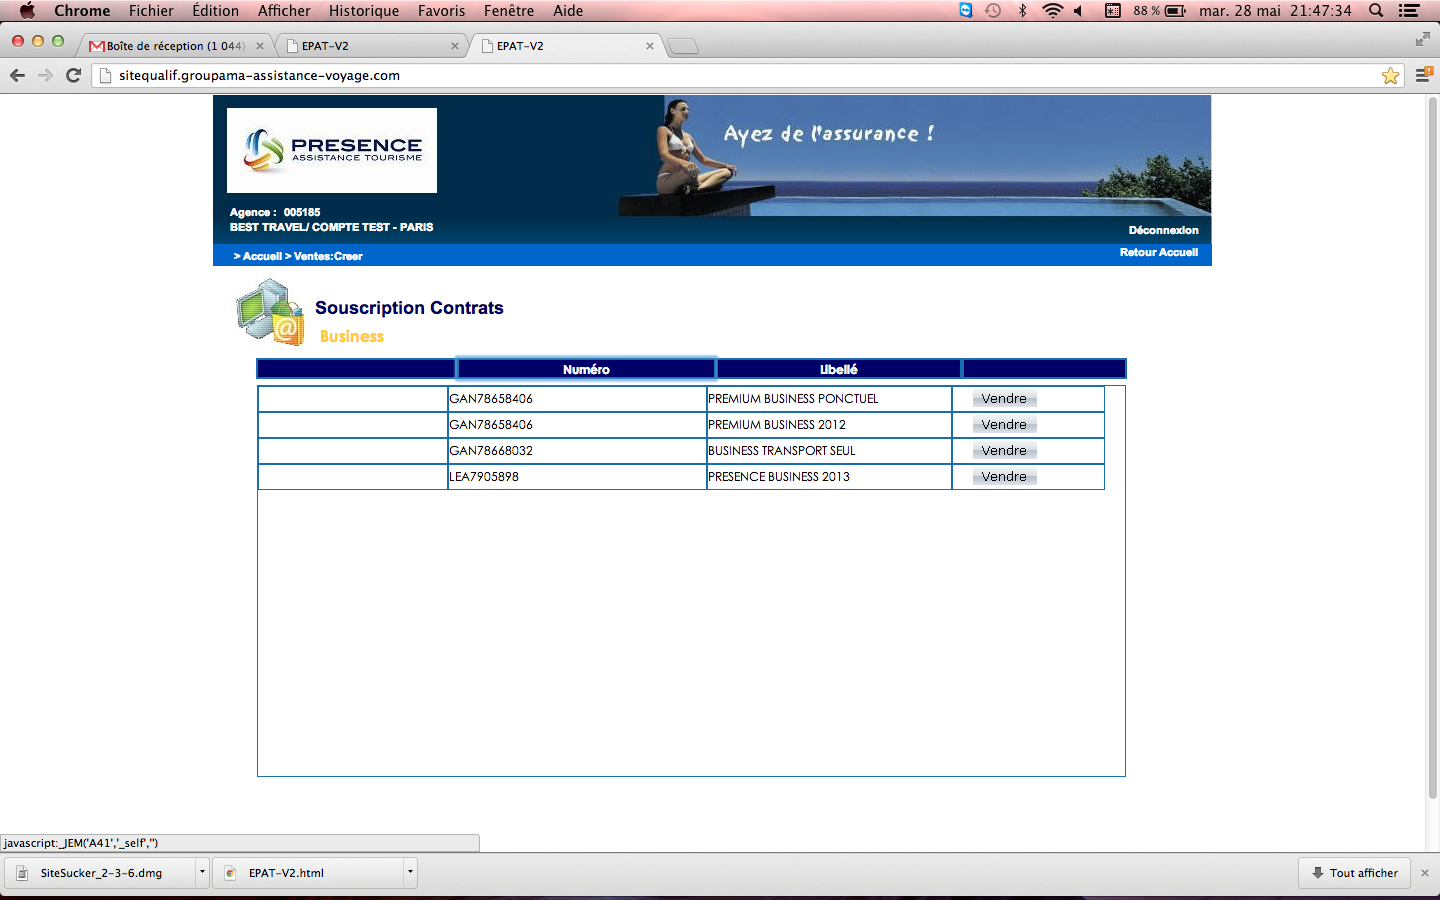 Chrome Fichier Édition Afficher Historique Favoris Fenêtre Aide 88 % mar. 28 mai 21:47:34
Boîte de réception (1 044) EPAT-V2 EPAT-V2
sitequalif.groupama-assistance-voyage.com
PRESENCE
ASSISTANCE TOURISME
Ayez de l'assurance !
Agence : 005185
BEST TRAVEL/ COMPTE TEST - PARIS
Déconnexion
> Accueil > Ventes:Creer
Retour Accueil
Souscription Contrats
@
Business
Numéro Libellé
GAN78658406 PREMIUM BUSINESS PONCTUEL Vendre
GAN78658406 PREMIUM BUSINESS 2012 Vendre
GAN78668032 BUSINESS TRANSPORT SEUL Vendre
LEA7905898 PRESENCE BUSINESS 2013 Vendre
javascript:_JEM('A41','_self','')
SiteSucker_2-3-6.dmg EPAT-V2.html Tout afficher